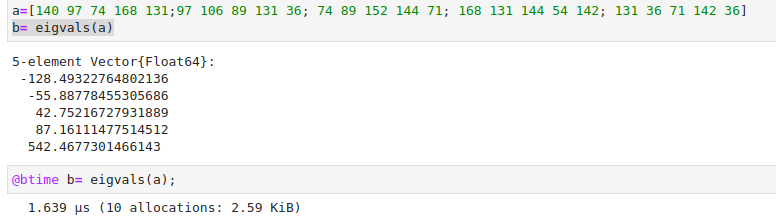 a=[140 97 74 168 131;97 106 89 131 36; 74 89 152 144 71; 168 131 144 54 142; 131 36 71 142 36]
b= eigvals(a)
5-element Vector{Float64}:
 -128.49322764802136
  -55.88778455305686
   42.75216727931889
   87.16111477514512
  542.4677301466143
@btime b= eigvals(a);
  1.639 μs (10 allocations: 2.59 KiB)